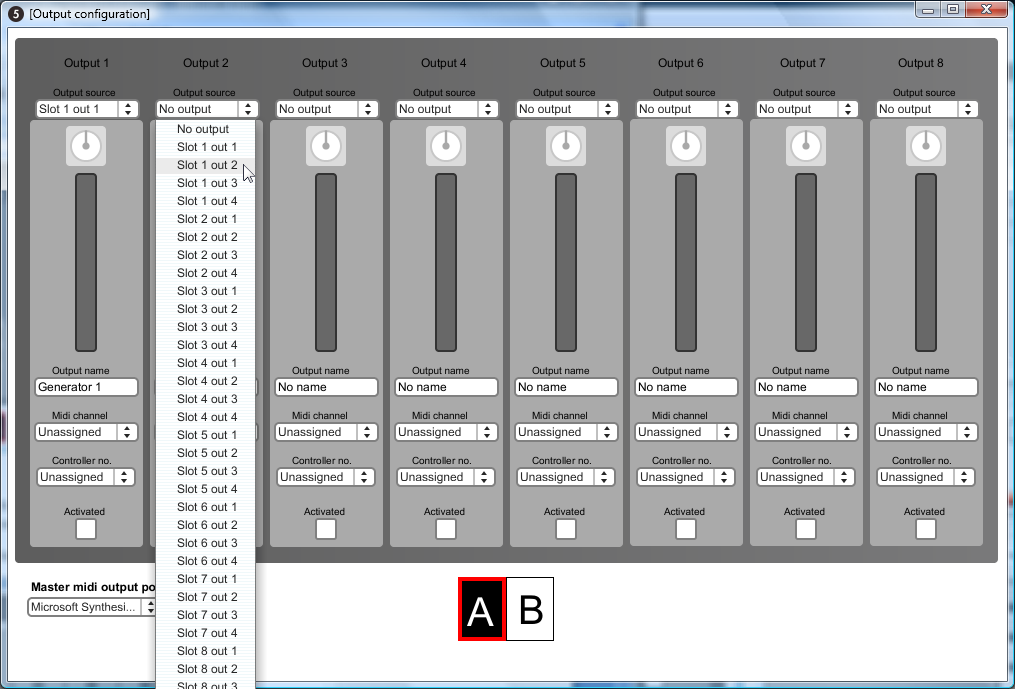 5 [Output configuration]
Output 1 Output 2 Output 3 Output 4 Output 5 Output 6 Output 7 Output 8
Output source Output source Output source Output source Output source Output source Output source Output source
Slot 1 out 1 No output No output No output No output No output No output No output
No output
Slot 1 out 1
Slot 1 out 2
Slot 1 out 3
Slot 1 out 4
Slot 2 out 1
Slot 2 out 2
Slot 2 out 3
Slot 2 out 4
Slot 3 out 1
Slot 3 out 2
Slot 3 out 3
Slot 3 out 4
Slot 4 out 1
Slot 4 out 2
Slot 4 out 3
Slot 4 out 4
Slot 5 out 1
Slot 5 out 2
Slot 5 out 3
Slot 5 out 4
Slot 6 out 1
Slot 6 out 2
Slot 6 out 3
Slot 6 out 4
Slot 7 out 1
Slot 7 out 2
Slot 7 out 3
Slot 7 out 4
Slot 8 out 1
Slot 8 out 2
Slot 8 out 3
Output name Output name Output name Output name Output name Output name Output name
Generator 1 No name No name No name No name No name No name
Midi channel Midi channel Midi channel Midi channel Midi channel Midi channel Midi channel
Unassigned Unassigned Unassigned Unassigned Unassigned Unassigned Unassigned
Controller no. Controller no. Controller no. Controller no. Controller no. Controller no. Controller no.
Unassigned Unassigned Unassigned Unassigned Unassigned Unassigned Unassigned
Activated Activated Activated Activated Activated Activated Activated
Master midi output po
Microsoft Synthesi...
A B